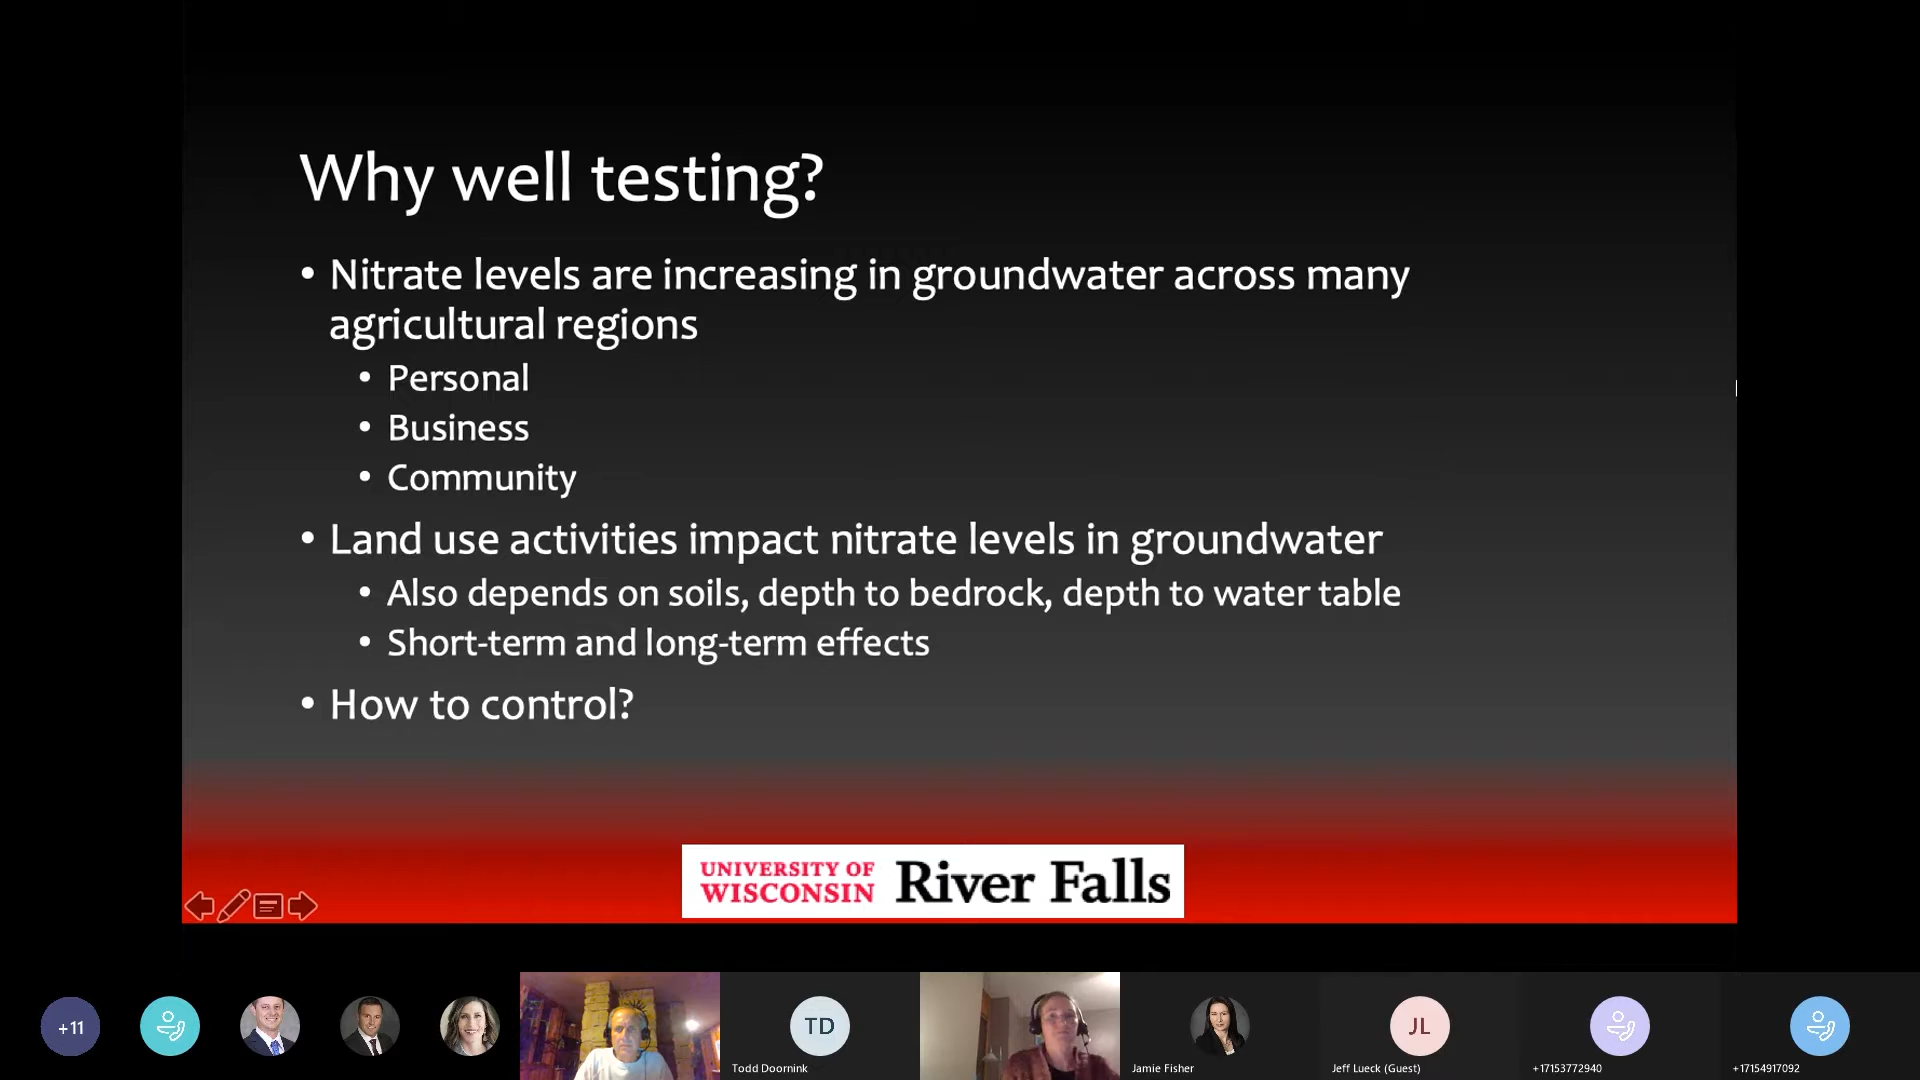 Why well testing?
• Nitrate levels are increasing in groundwater across many
agricultural regions
• Personal
• Business
• Community
• Land use activities impact nitrate levels in groundwater
• Also depends on soils, depth to bedrock, depth to water table
• Short-term and long-term effects
• How to control?
UNIVERSITY OF
WISCONSIN
River Falls
+11
TD
Todd Doornink
Jamie Fisher
JL
Jeff Lueck (Guest)
+17153772940
+17154917092